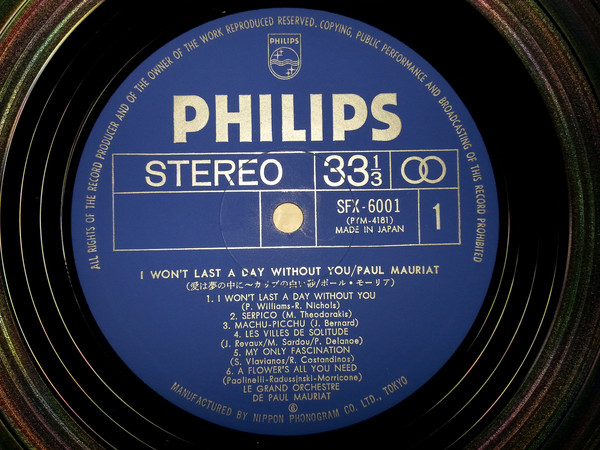 ALL RIGHTS OF THE RECORD PRODUCER AND OF THE OWNER OF THE WORK REPRODUCED RESERVED. COPYING, PUBLIC PERFORMANCE AND BROADCASTING OF THIS RECORD PROHIBITED
PHILIPS
PHILIPS
STEREO 33 1/3
SFX-6001
(PYM-4181)
MADE IN JAPAN
1
I WON'T LAST A DAY WITHOUT YOU/PAUL MAURIAT
(愛は夢の中に〜カップの白い砂/ポール・モーリア)
1. I WON'T LAST A DAY WITHOUT YOU
(P. Williams-R. Nichols)
2. SERPICO (M. Theodorakis)
3. MACHU-PICCHU (J. Bernard)
4. LES VILLES DE SOLITUDE
(J. Revaux/M. Sardou/P. Delanoe)
5. MY ONLY FASCINATION
(S. Vlavianos/R. Costandinos)
6. A FLOWER'S ALL YOU NEED
(Paolinelli-Radussjnski-Morricone)
LE GRAND ORCHESTRE
DE PAUL MAURIAT
Ⓟ
MANUFACTURED BY NIPPON PHONOGRAM CO. LTD., TOKYO